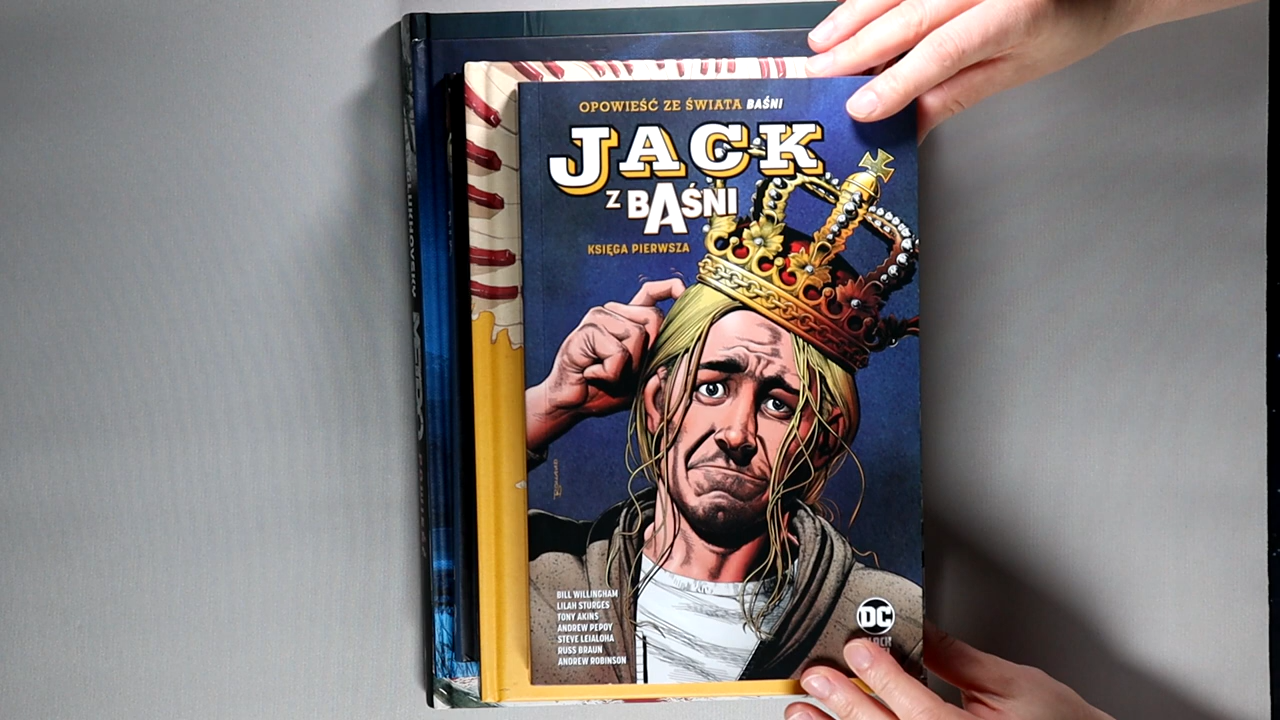 OPOWIEŚĆ ZE ŚWIATA BAŚNI
JACK
Z BAŚNI
KSIĘGA PIERWSZA
BILL WILLINGHAM
LILAH STURGES
TONY AKINS
ANDREW PEPOY
STEVE LEIALOHA
RUSS BRAUN
ANDREW ROBINSON
DC